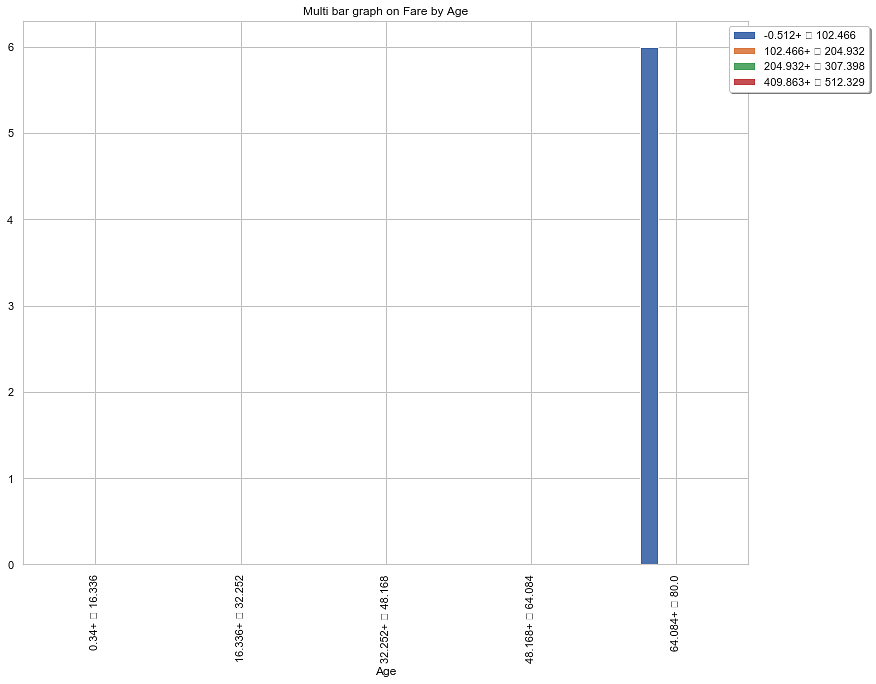 Multi bar graph on Fare by Age
-0.512+ □ 102.466
102.466+ □ 204.932
204.932+ □ 307.398
409.863+ □ 512.329
6
5
4
3
2
1
0
0.34+ □ 16.336
16.336+ □ 32.252
32.252+ □ 48.168
48.168+ □ 64.084
64.084+ □ 80.0
Age